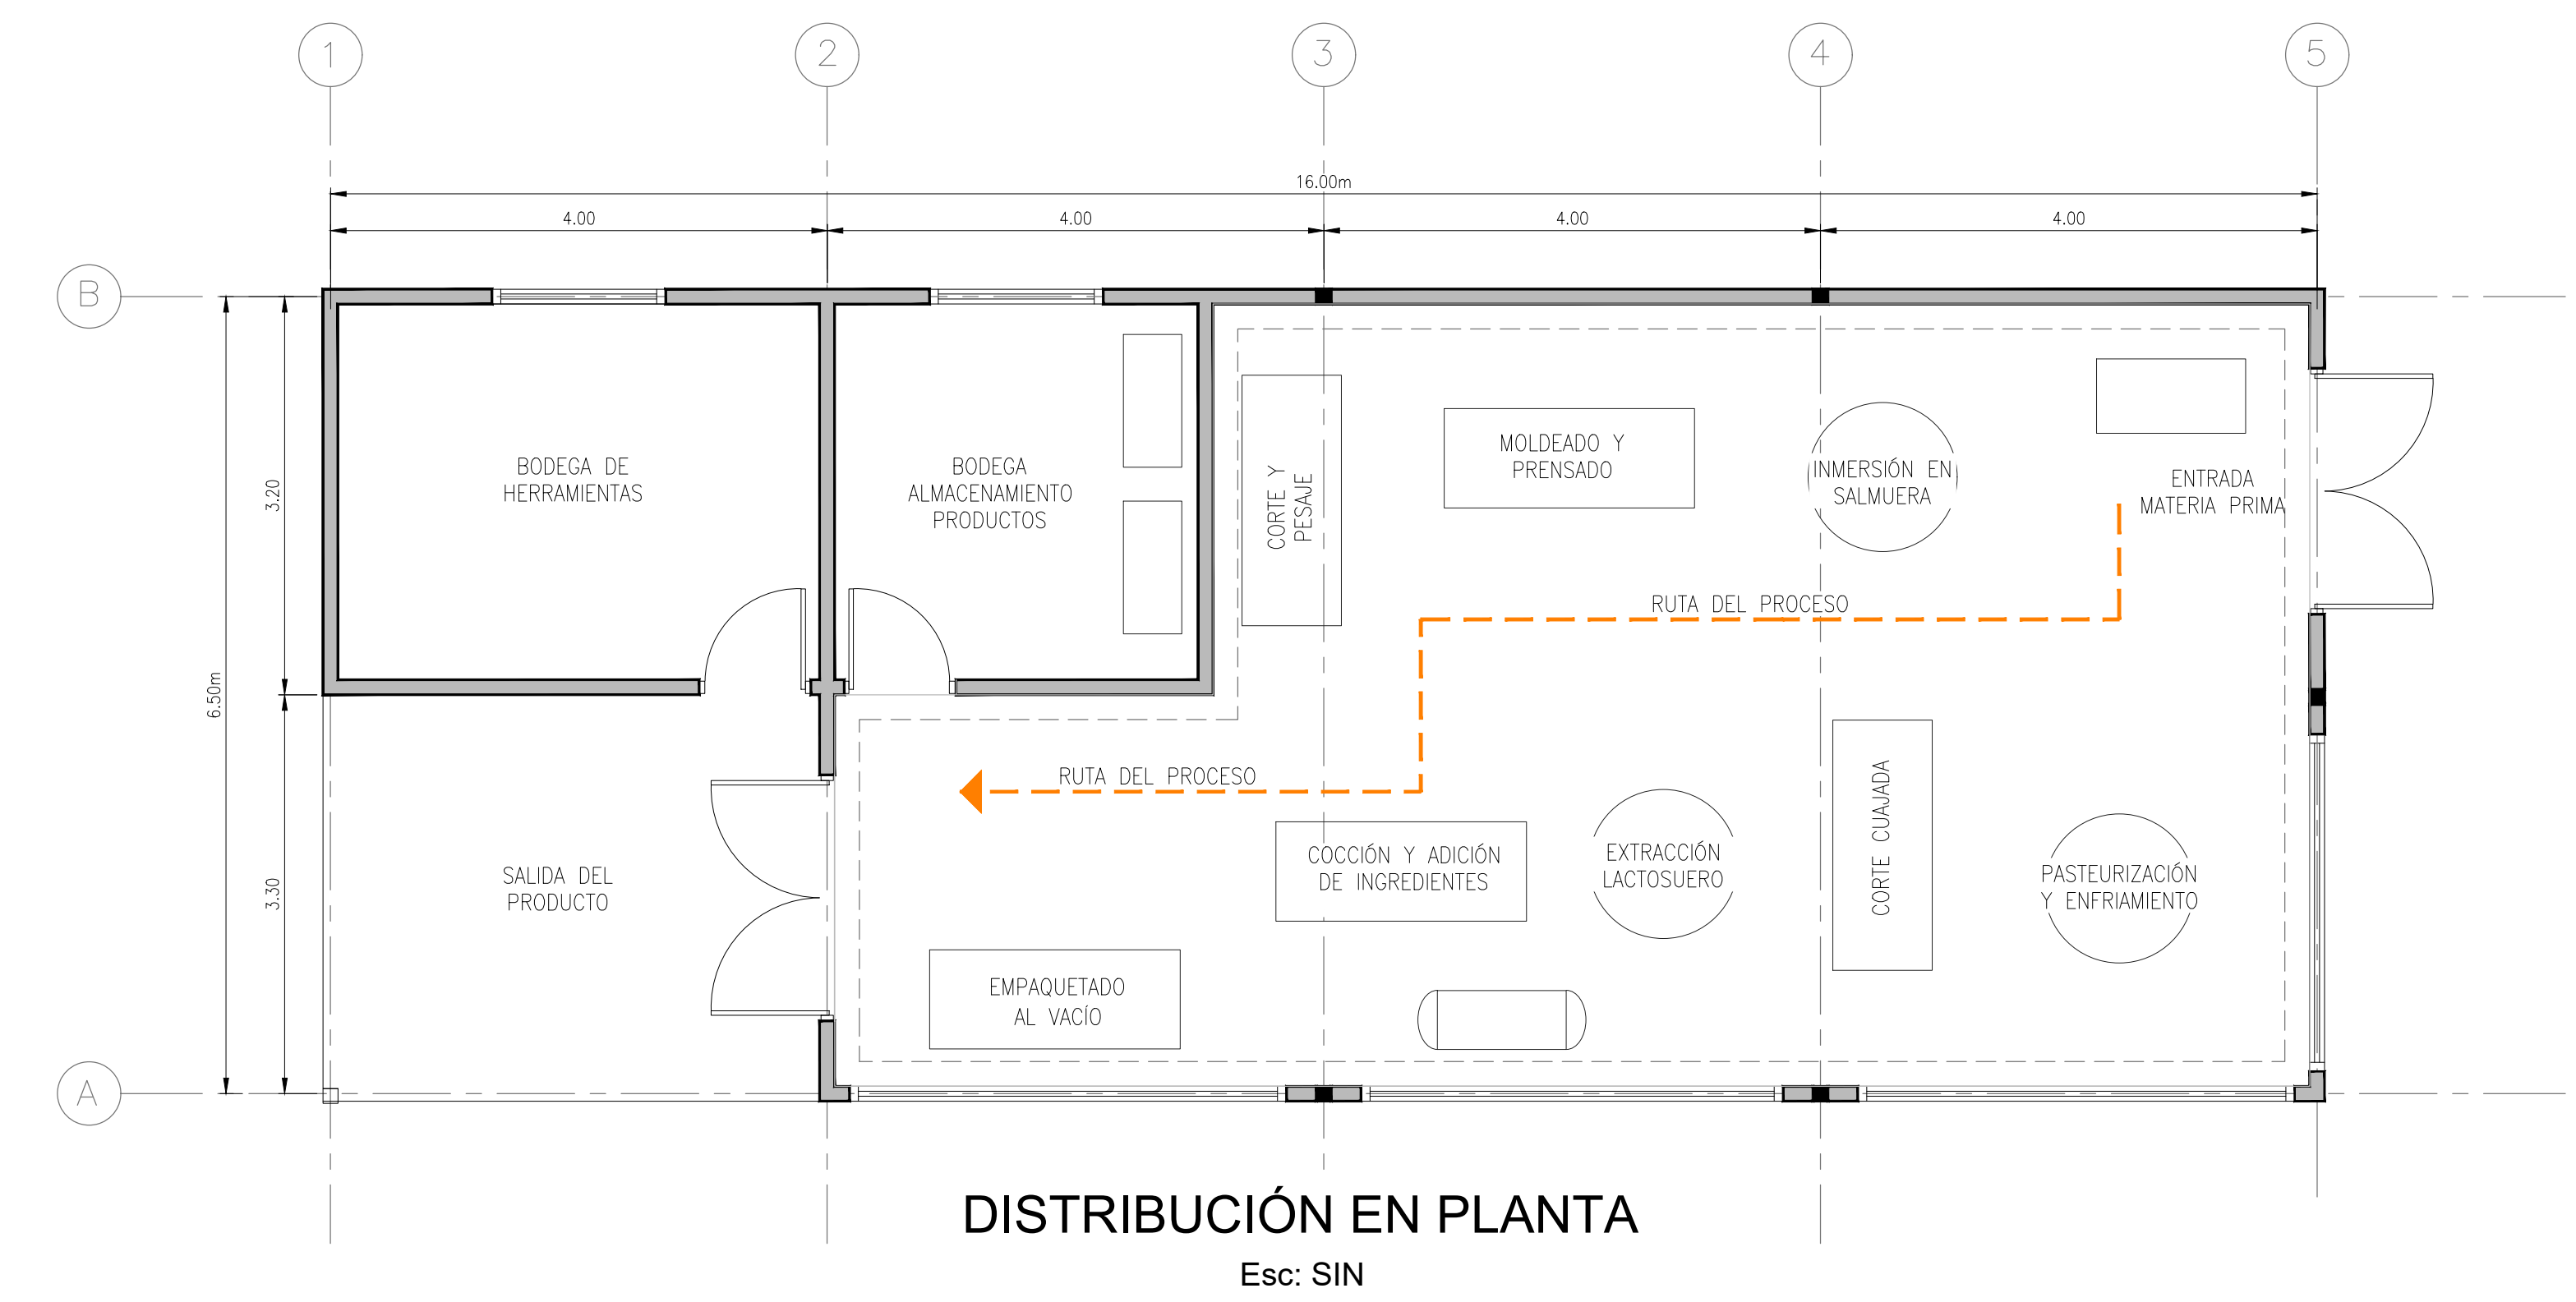 1
2
3
4
5
16.00m
4.00
4.00
4.00
4.00
B
BODEGA DE
HERRAMIENTAS
BODEGA
ALMACENAMIENTO
PRODUCTOS
CORTE Y
PESAJE
MOLDEADO Y
PRENSADO
INMERSIÓN EN
SALMUERA
ENTRADA
MATERIA PRIMA
3.20
6.50m
RUTA DEL PROCESO
RUTA DEL PROCESO
3.30
SALIDA DEL
PRODUCTO
COCCIÓN Y ADICIÓN
DE INGREDIENTES
EXTRACCIÓN
LACTOSUERO
CORTE CUAJADA
PASTEURIZACIÓN
Y ENFRIAMIENTO
EMPAQUETADO
AL VACÍO
A
DISTRIBUCIÓN EN PLANTA
Esc: SIN